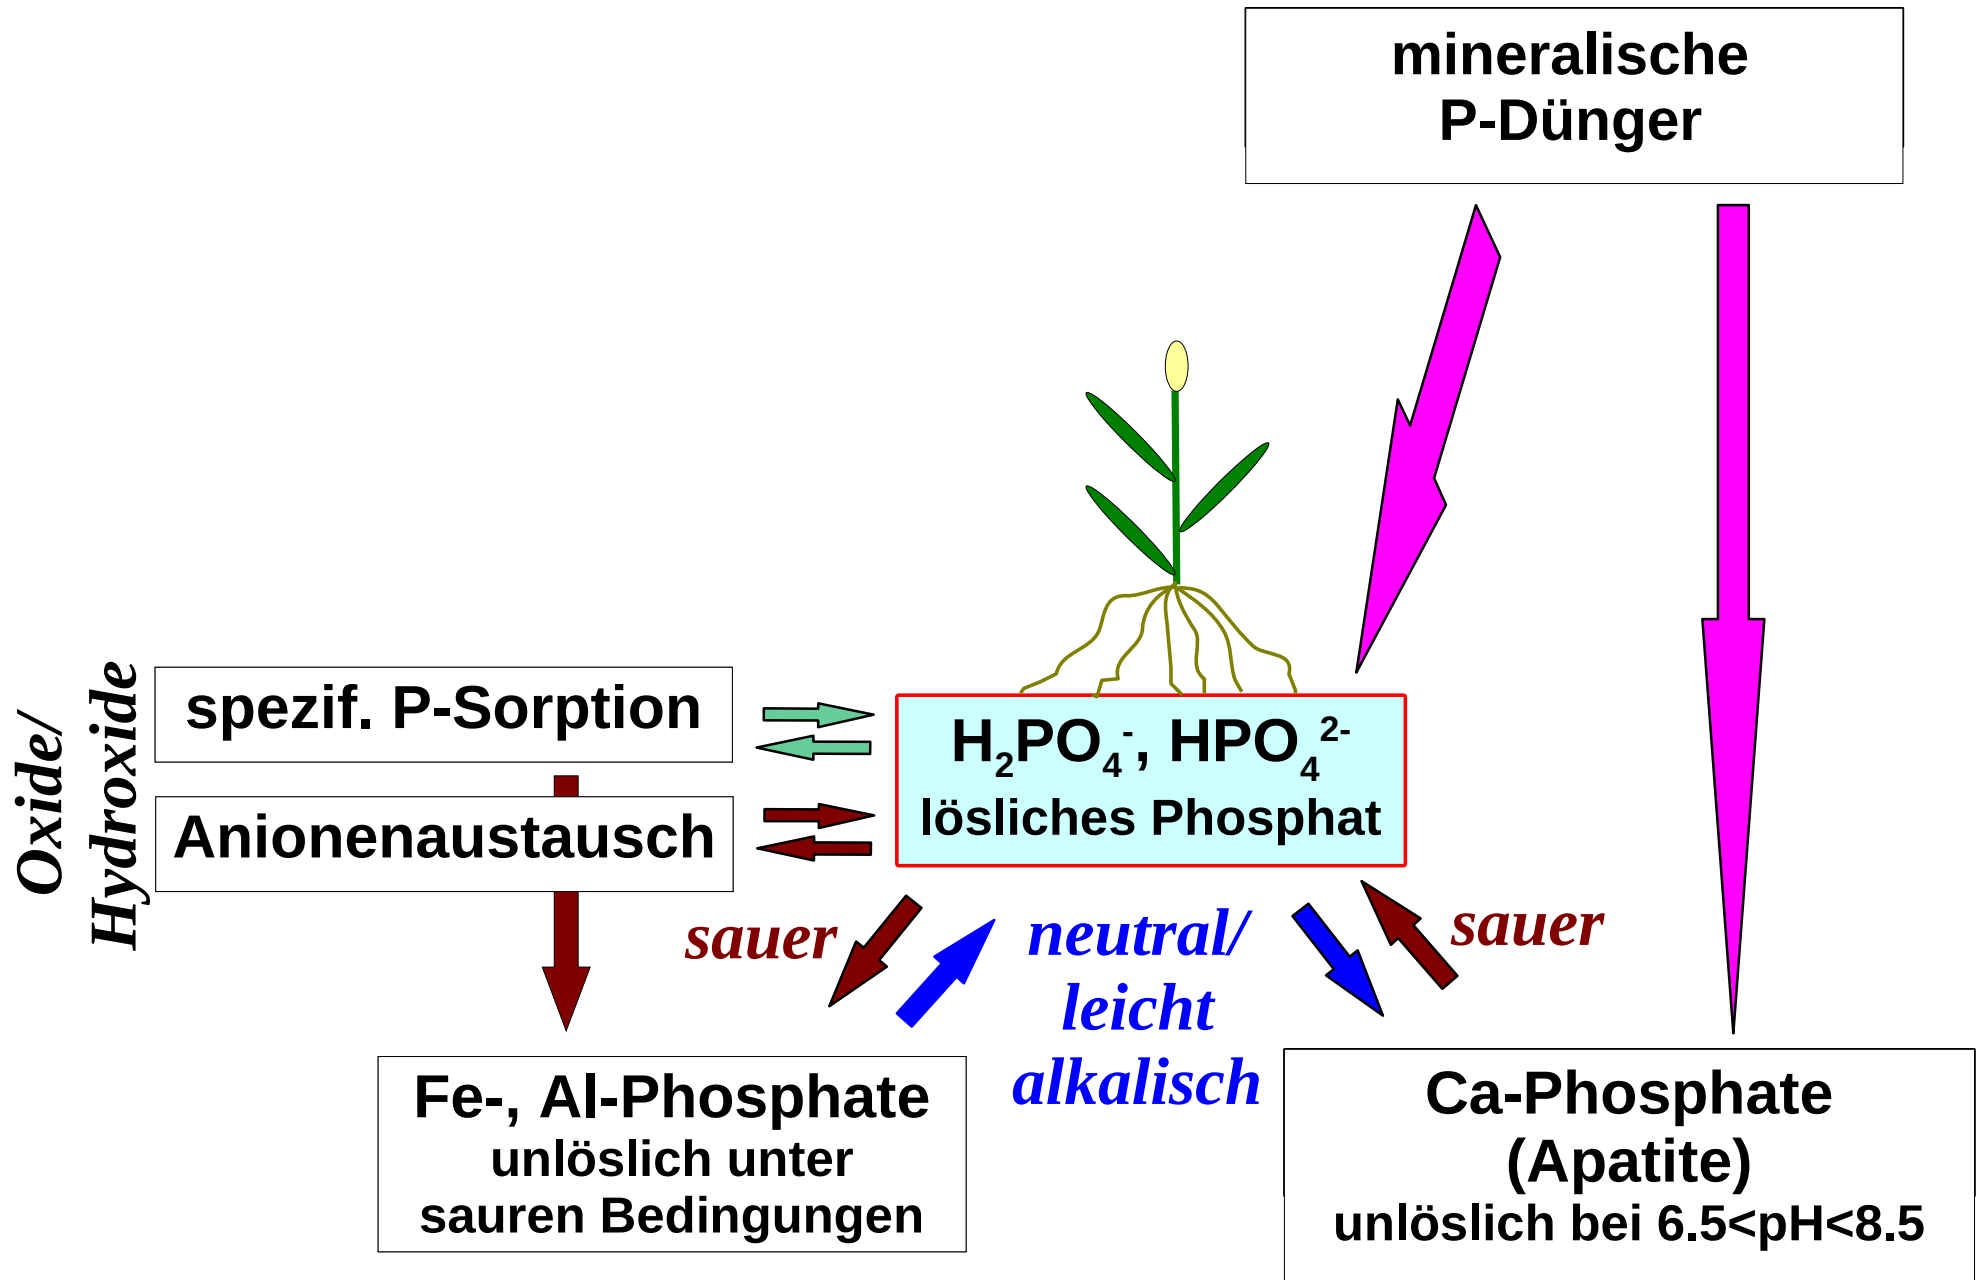 mineralische
P-Dünger
Oxide/
Hydroxide
spezif. P-Sorption
Anionenaustausch
H₂PO₄⁻, HPO₄²⁻
lösliches Phosphat
sauer
neutral/
leicht
alkalisch
sauer
Fe-, Al-Phosphate
unlöslich unter
sauren Bedingungen
Ca-Phosphate
(Apatite)
unlöslich bei 6.5<pH<8.5